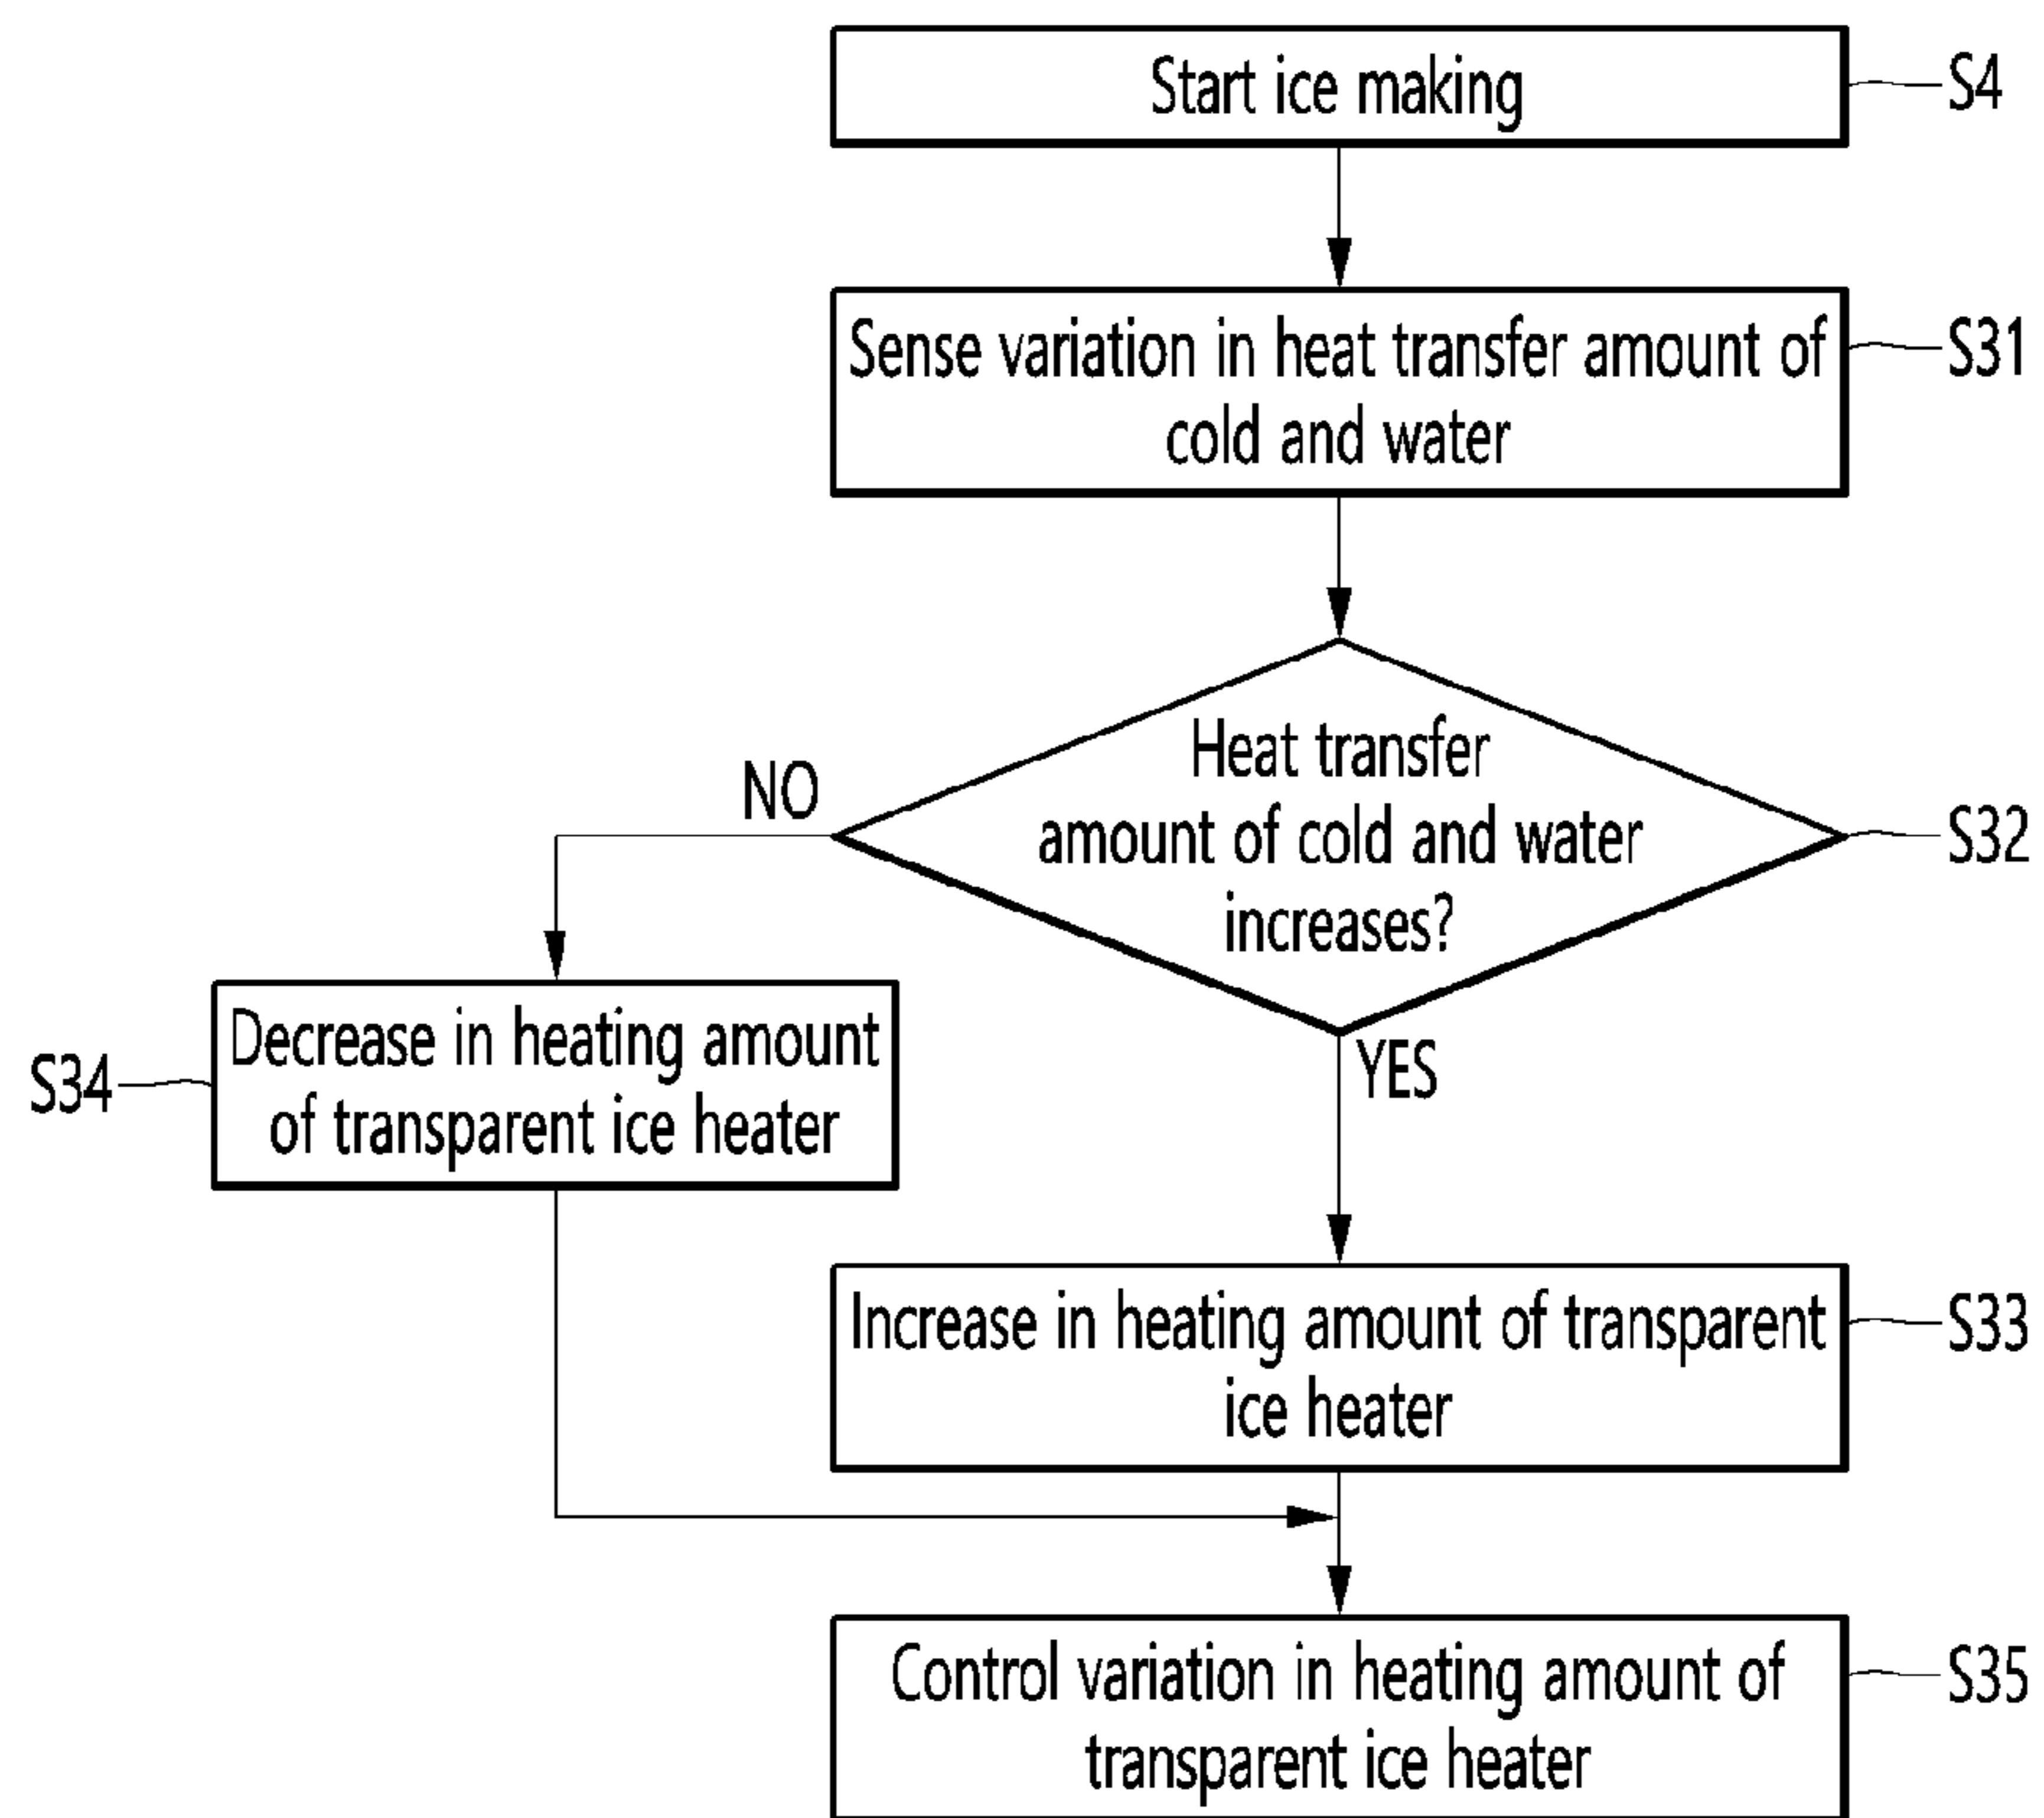 Start ice making
S4
Sense variation in heat transfer amount of
cold and water
S31
Heat transfer
amount of cold and water
increases?
S32
NO
YES
Decrease in heating amount
of transparent ice heater
S34
Increase in heating amount of transparent
ice heater
S33
Control variation in heating amount of
transparent ice heater
S35